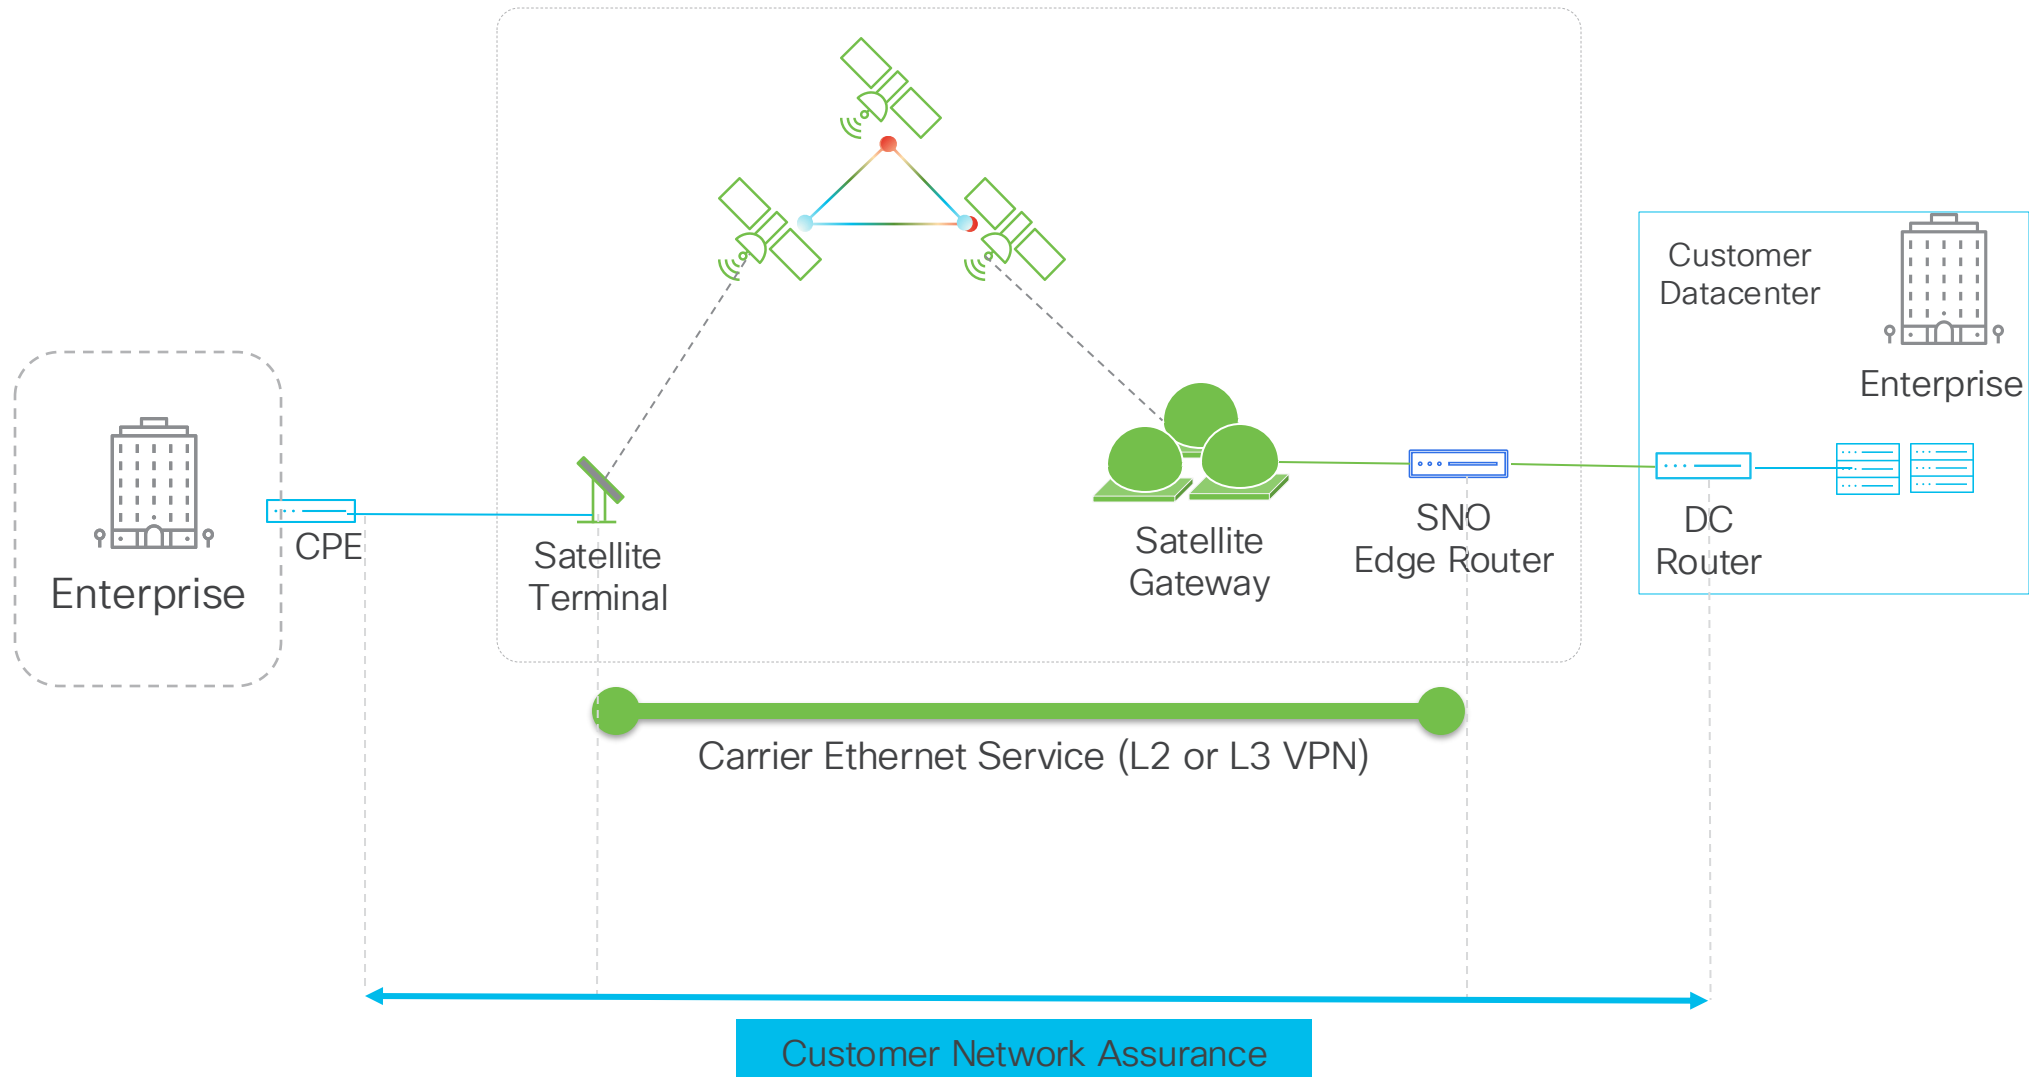 Customer
Datacenter
Enterprise
Enterprise
CPE
Satellite
Terminal
Satellite
Gateway
SNO
Edge Router
DC
Router
Carrier Ethernet Service (L2 or L3 VPN)
Customer Network Assurance